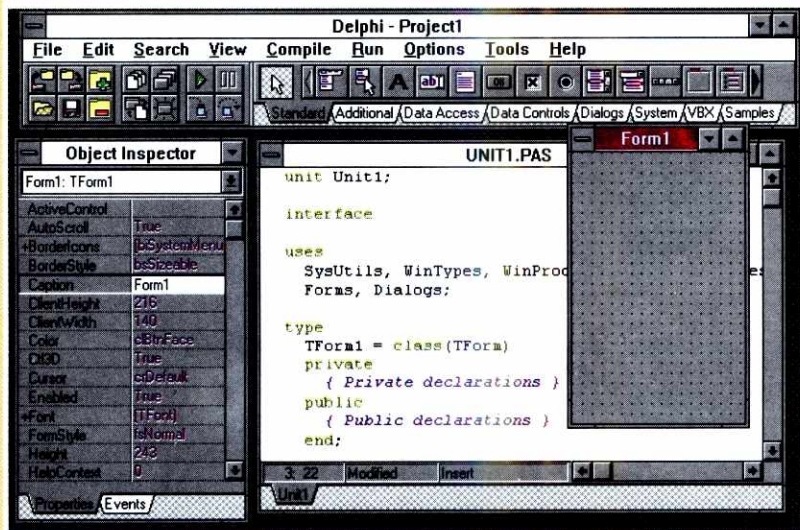 Delphi - Project1
File Edit Search View Compile Run Options Tools Help
Standard Additional Data Access Data Controls Dialogs System VBX Samples
Object Inspector
Form1: TForm1
ActiveControl
AutoScroll True
+BorderIcons [biSystemMenu
BorderStyle bsSizeable
Caption Form1
ClientHeight 216
ClientWidth 140
Color clBtnFace
Ctl3D True
Cursor crDefault
Enabled True
+Font (TFont)
FormStyle fsNormal
Height 243
HelpContext 0
Properties Events
UNIT1.PAS
unit Unit1;
interface
uses
SysUtils, WinTypes, WinProc
Forms, Dialogs;
type
TForm1 = class(TForm)
private
{ Private declarations }
public
{ Public declarations }
end;
3: 22 Modified Insert
Unit1
Form1